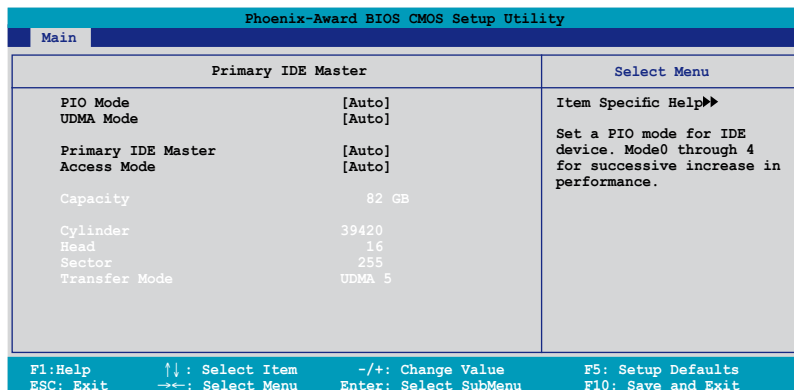 Phoenix-Award BIOS CMOS Setup Utility
Main
Primary IDE Master
Select Menu
PIO Mode [Auto]
UDMA Mode [Auto]
Primary IDE Master [Auto]
Access Mode [Auto]
Capacity 82 GB
Cylinder 39420
Head 16
Sector 255
Transfer Mode UDMA 5
Item Specific Help▶▶
Set a PIO mode for IDE
device. Mode0 through 4
for successive increase in
performance.
F1:Help ↑↓: Select Item -/+: Change Value F5: Setup Defaults
ESC: Exit →←: Select Menu Enter: Select SubMenu F10: Save and Exit